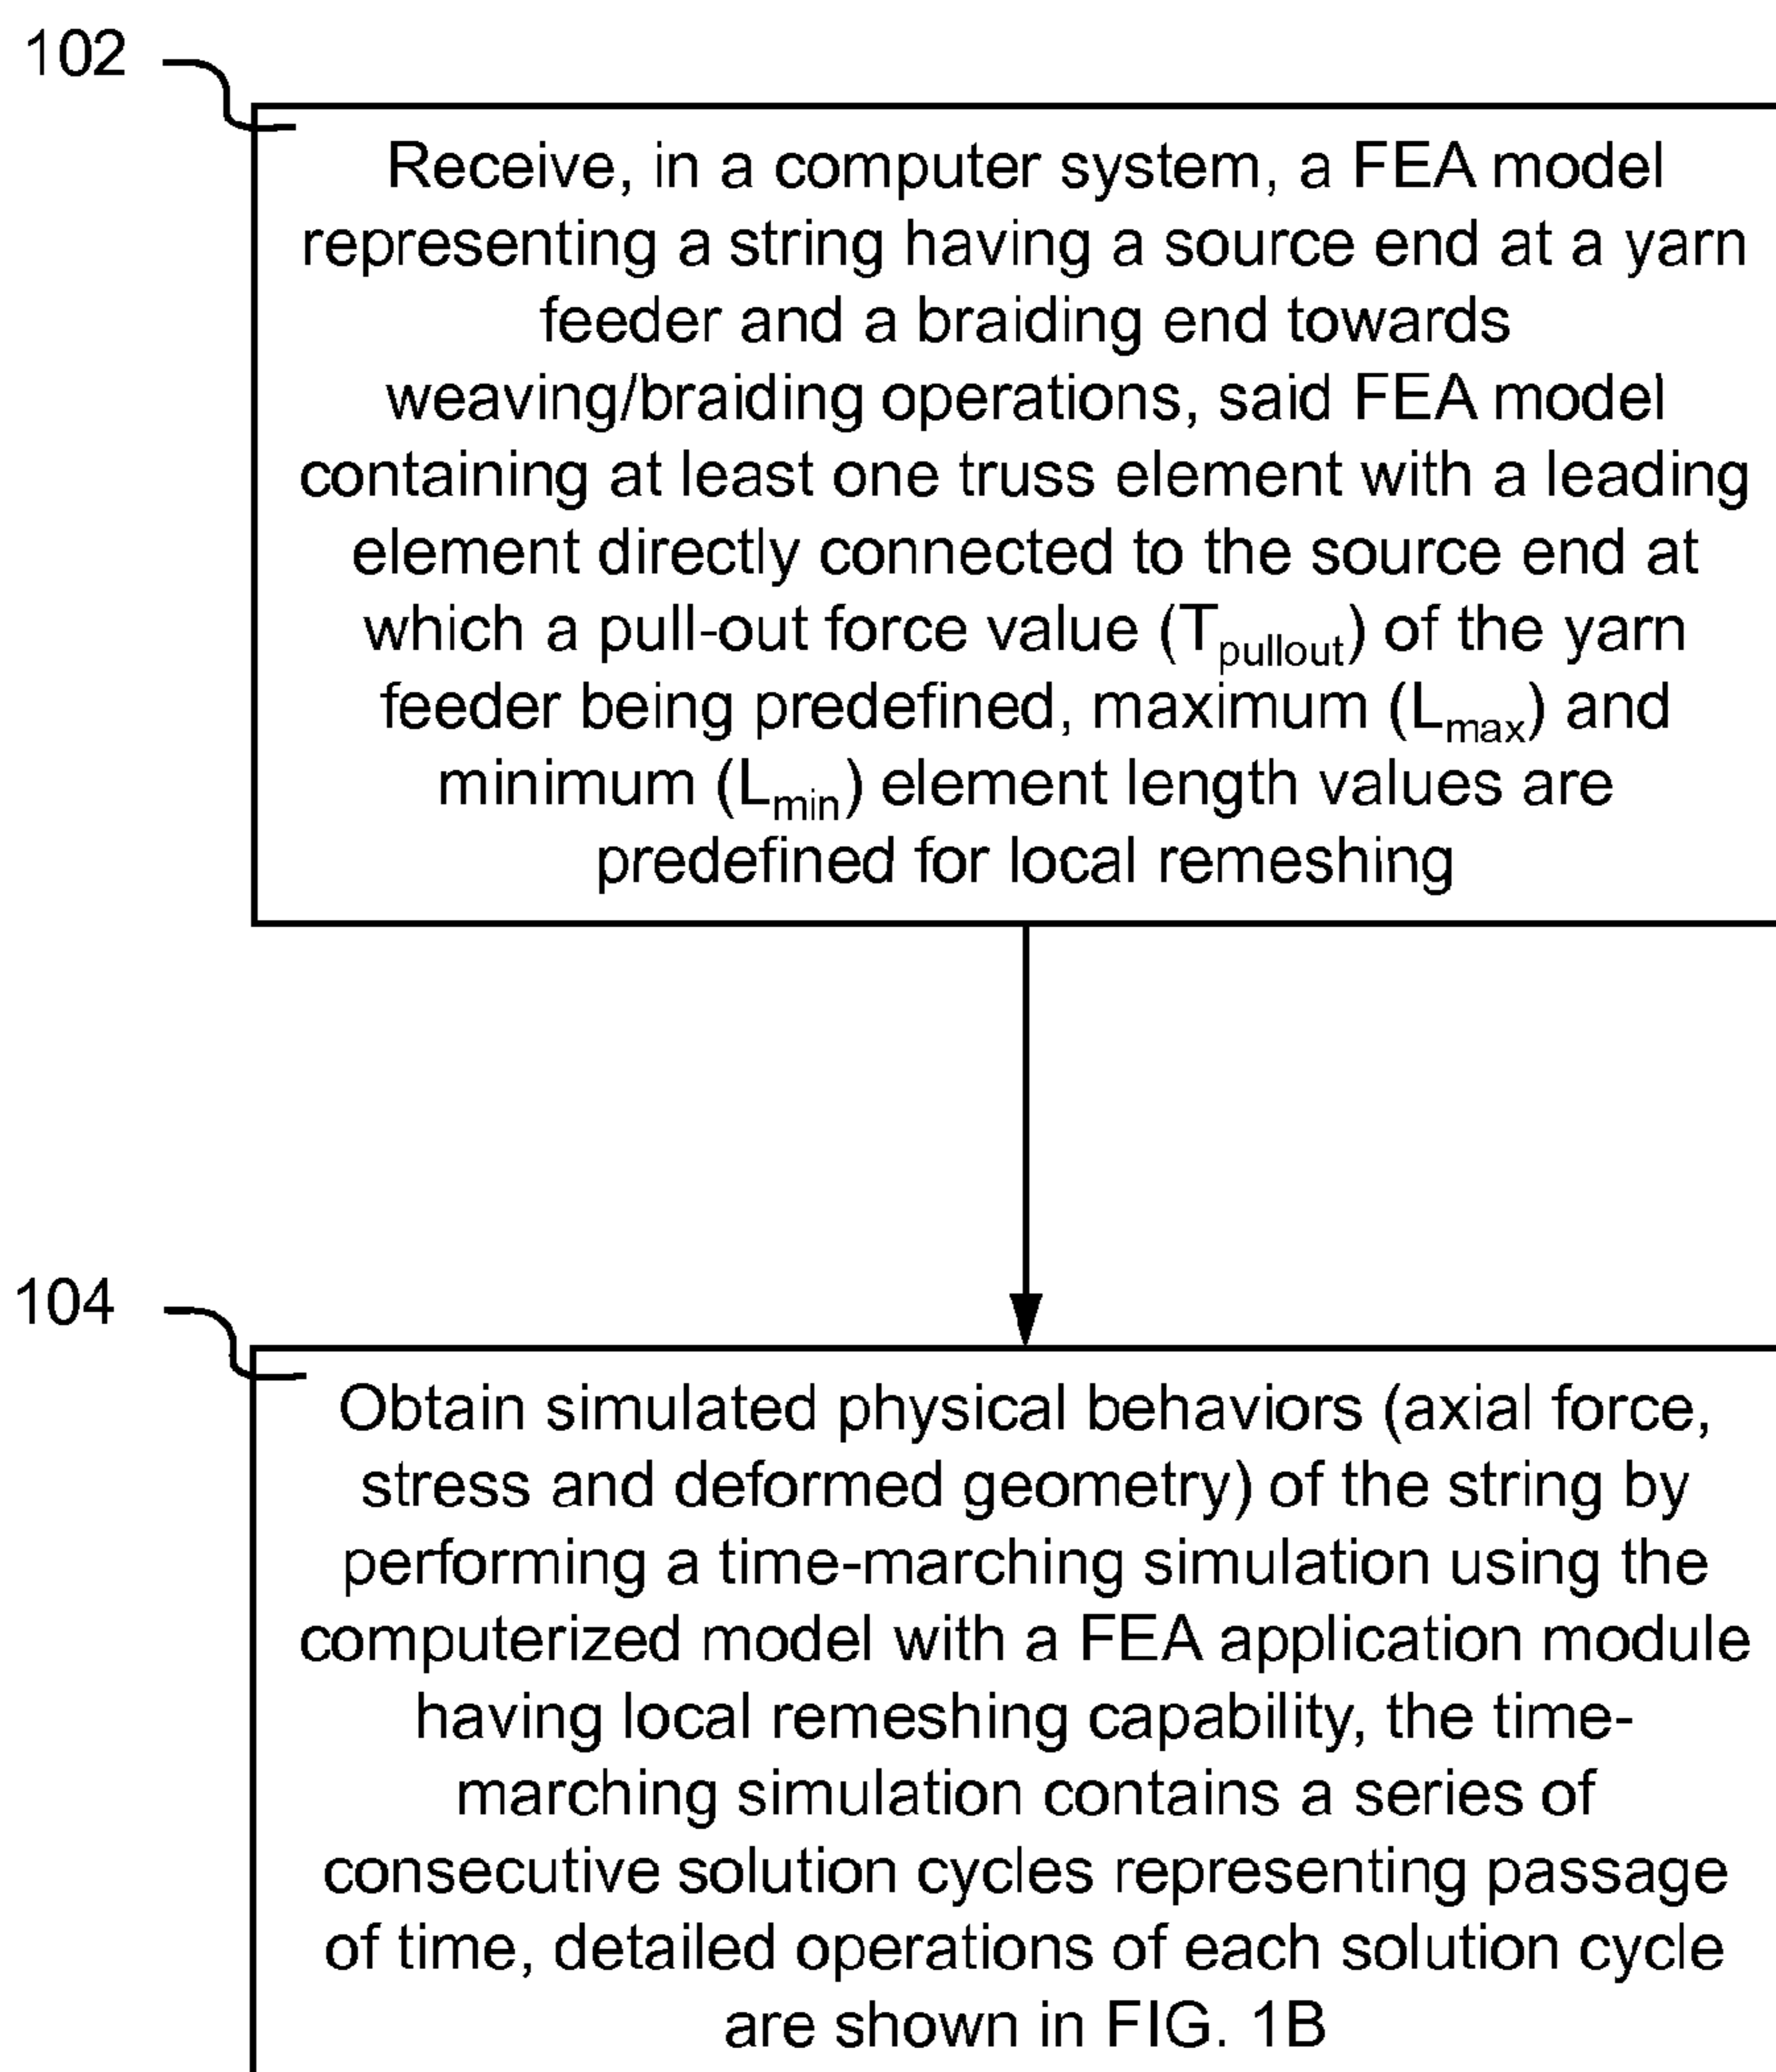 102
Receive, in a computer system, a FEA model
representing a string having a source end at a yarn
feeder and a braiding end towards
weaving/braiding operations, said FEA model
containing at least one truss element with a leading
element directly connected to the source end at
which a pull-out force value (Tpullout) of the yarn
feeder being predefined, maximum (Lmax) and
minimum (Lmin) element length values are
predefined for local remeshing
104
Obtain simulated physical behaviors (axial force,
stress and deformed geometry) of the string by
performing a time-marching simulation using the
computerized model with a FEA application module
having local remeshing capability, the time-
marching simulation contains a series of
consecutive solution cycles representing passage
of time, detailed operations of each solution cycle
are shown in FIG. 1B